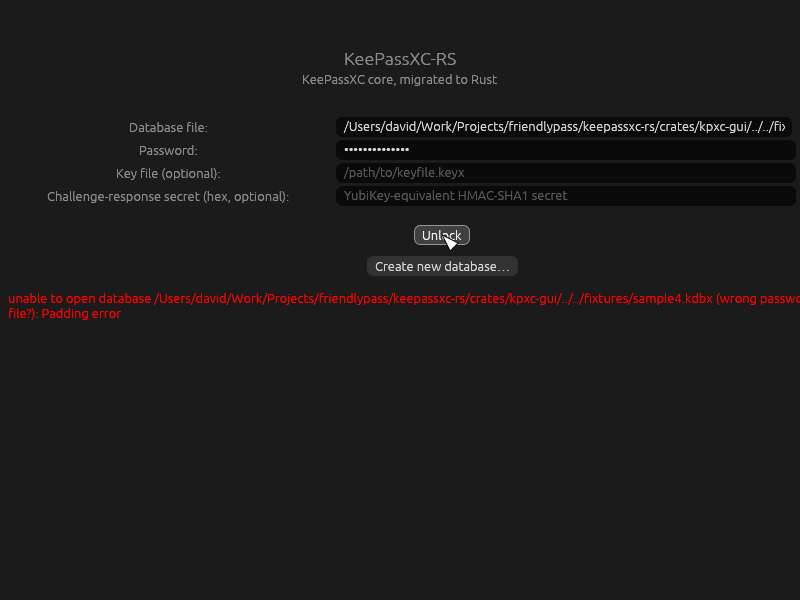 KeePassXC-RS
KeePassXC core, migrated to Rust
Database file:
/Users/david/Work/Projects/friendlypass/keepassxc-rs/crates/kpxc-gui/../../fix
Password:
••••••••••••••
Key file (optional):
/path/to/keyfile.keyx
Challenge-response secret (hex, optional):
YubiKey-equivalent HMAC-SHA1 secret
Unlock
Create new database…
unable to open database /Users/david/Work/Projects/friendlypass/keepassxc-rs/crates/kpxc-gui/../../fixtures/sample4.kdbx (wrong passwo
file?): Padding error